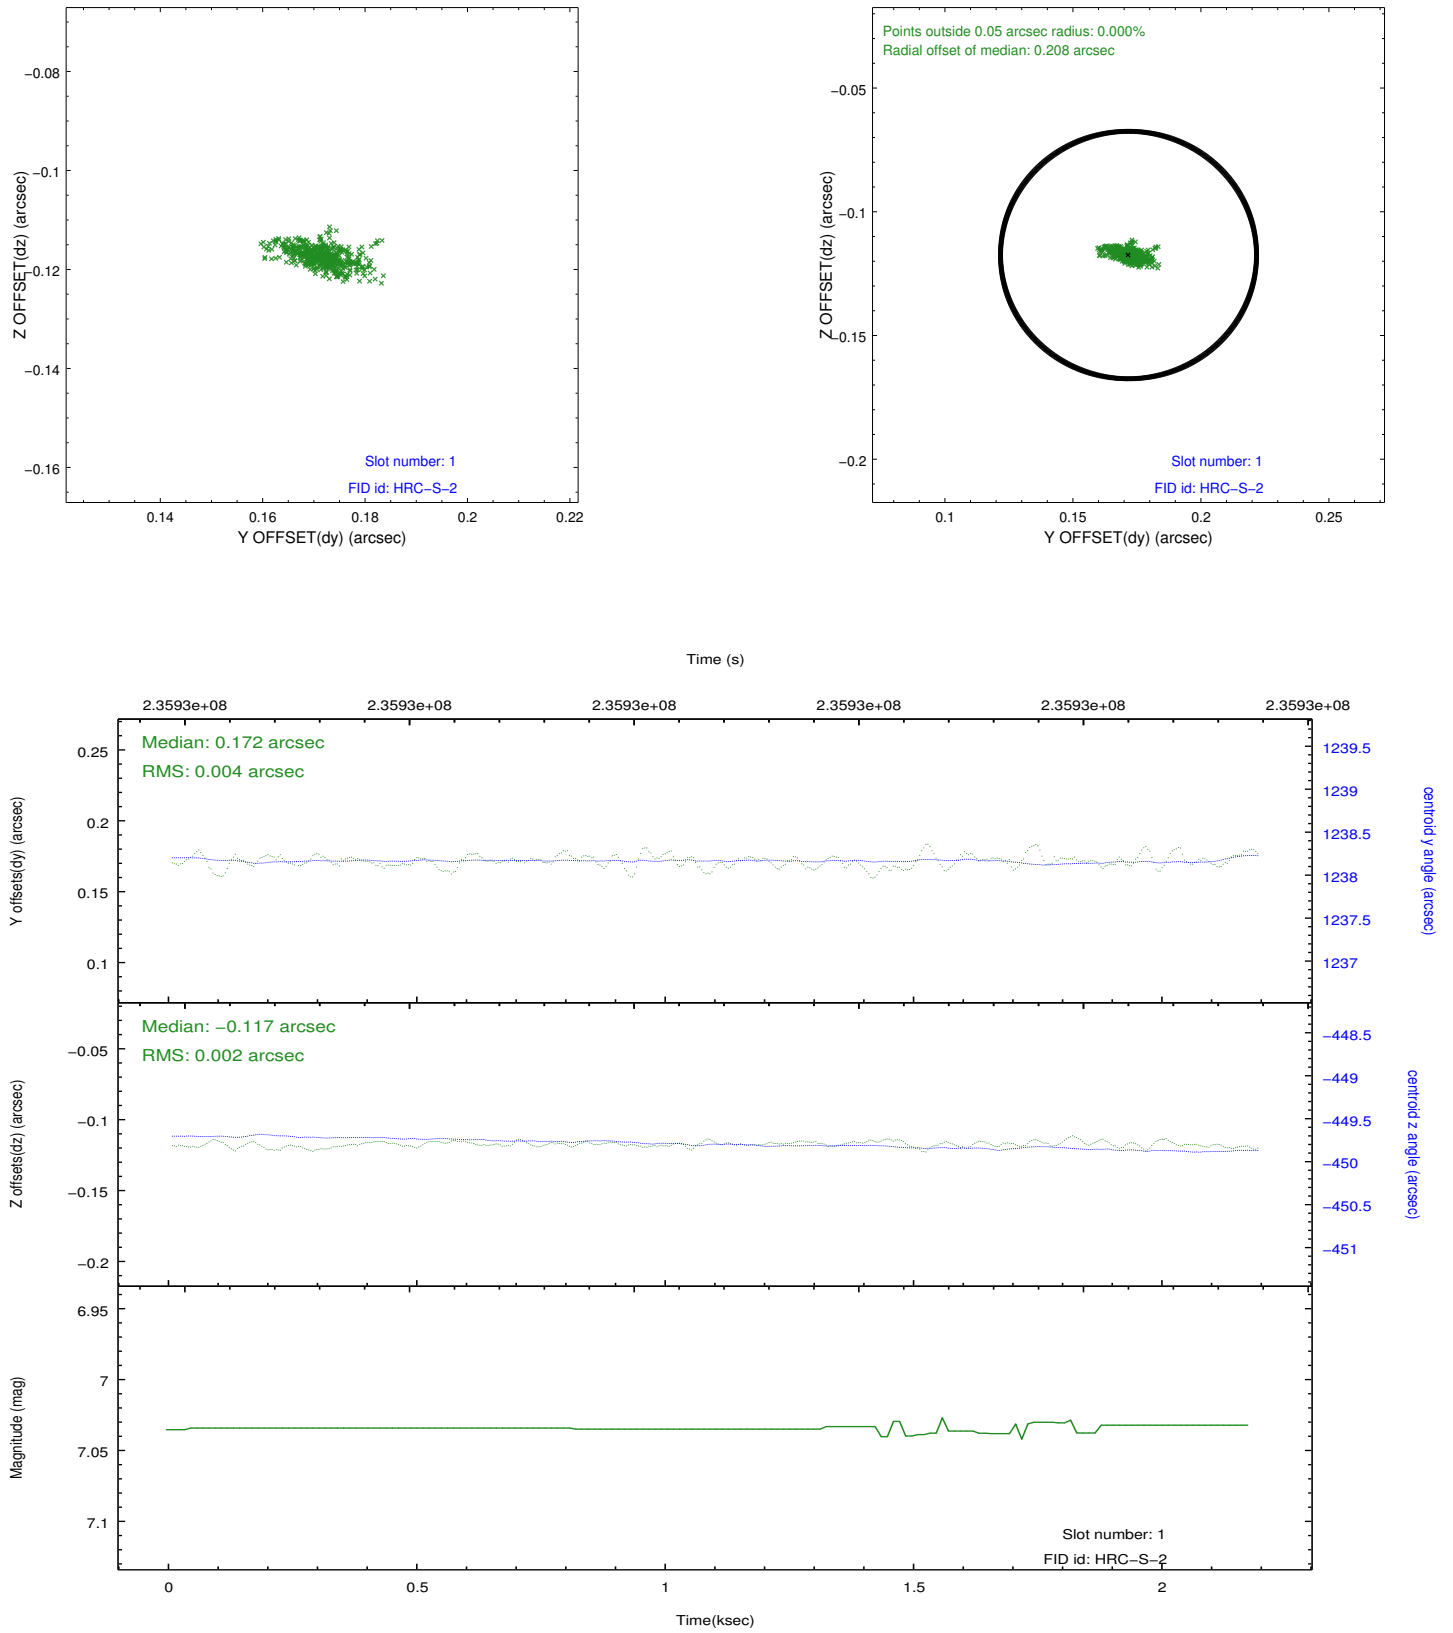 −0.08
−0.1
−0.12
−0.14
−0.16
Z OFFSET(dz) (arcsec)
0.14 0.16 0.18 0.2 0.22
Y OFFSET(dy) (arcsec)
Slot number: 1
FID id: HRC−S−2
Points outside 0.05 arcsec radius: 0.000%
Radial offset of median: 0.208 arcsec
−0.05
−0.1
−0.15
−0.2
Z OFFSET(dz) (arcsec)
0.1 0.15 0.2 0.25
Y OFFSET(dy) (arcsec)
Slot number: 1
FID id: HRC−S−2
Time (s)
2.3593e+08 2.3593e+08 2.3593e+08 2.3593e+08 2.3593e+08 2.3593e+08
Median: 0.172 arcsec
RMS: 0.004 arcsec
0.25
0.2
0.15
0.1
Y offsets(dy) (arcsec)
1239.5
1239
1238.5
1238
1237.5
1237
centroid y angle (arcsec)
Median: −0.117 arcsec
RMS: 0.002 arcsec
−0.05
−0.1
−0.15
−0.2
Z offsets(dz) (arcsec)
−448.5
−449
−449.5
−450
−450.5
−451
centroid z angle (arcsec)
6.95
7
7.05
7.1
Magnitude (mag)
Slot number: 1
FID id: HRC−S−2
0 0.5 1 1.5 2
Time(ksec)